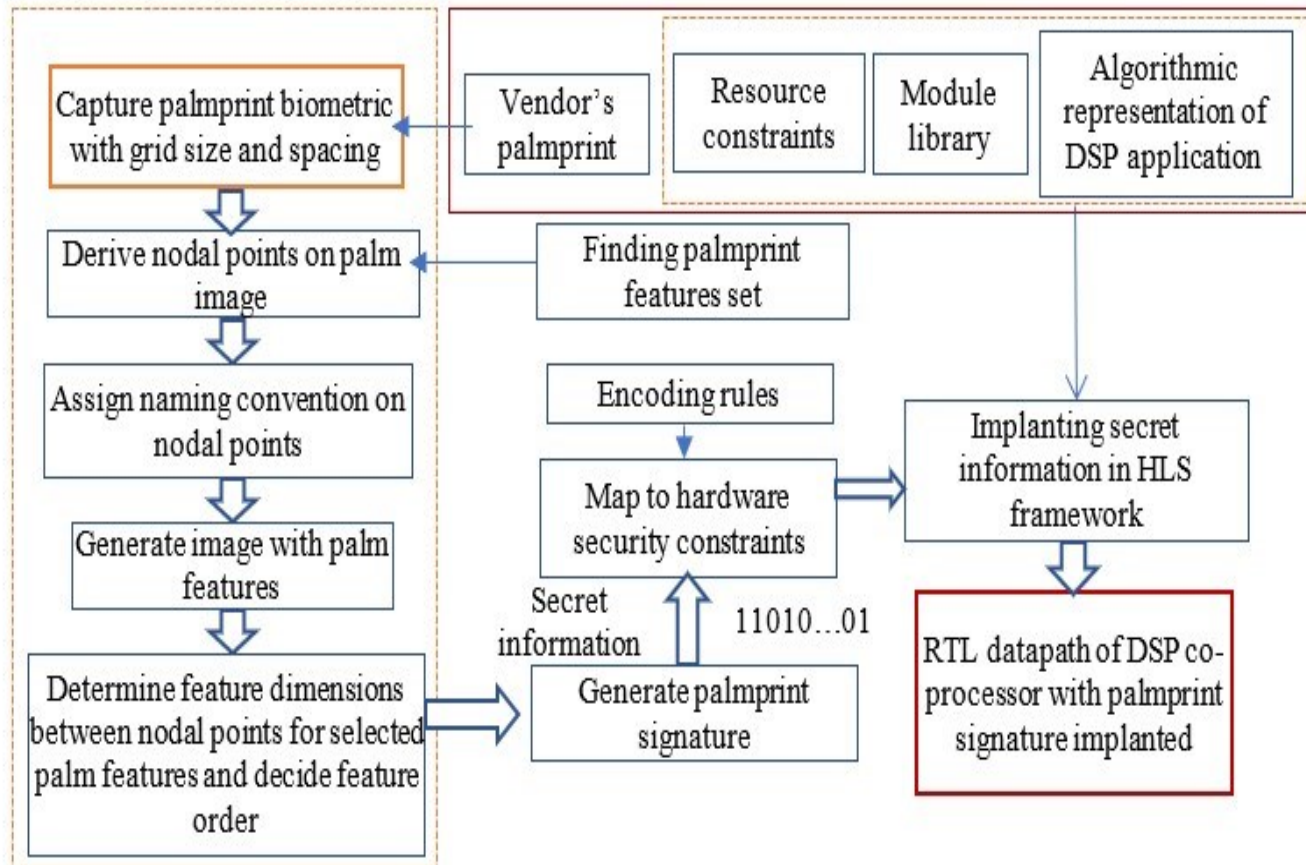 Capture palmprint biometric
with grid size and spacing
Vendor's
palmprint
Resource
constraints
Module
library
Algorithmic
representation of
DSP application
Derive nodal points on palm
image
Finding palmprint
features set
Assign naming convention on
nodal points
Generate image with palm
features
Determine feature dimensions
between nodal points for selected
palm features and decide feature
order
Encoding rules
Map to hardware
security constraints
Secret
information
11010...01
Generate palmprint
signature
Implanting secret
information in HLS
framework
RTL datapath of DSP co-
processor with palmprint
signature implanted